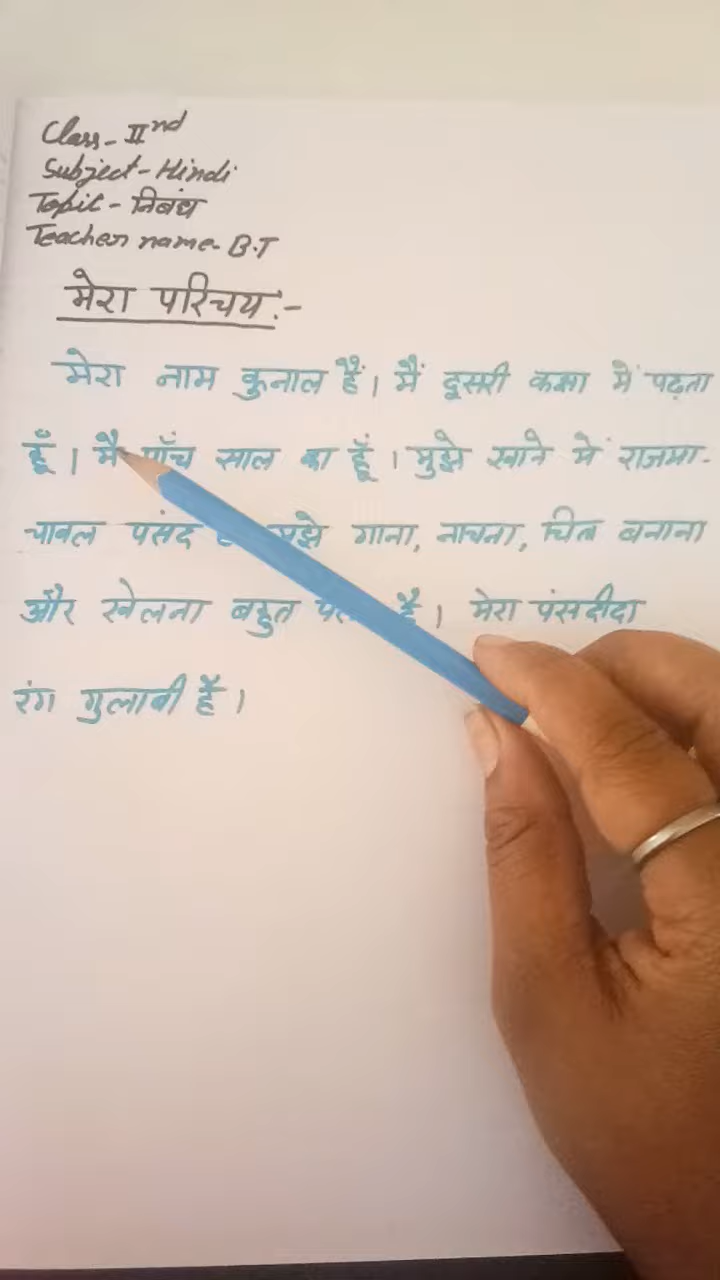 Class- IInd
Subject- Hindi
Topic- निबंध
Teacher name- B.T
मेरा परिचय:-
मेरा नाम कुनाल हैं। मैं दूसरी कक्षा में पढ़ता
हूँ। मैं पाँच साल का हूँ। मुझे खाने में राजमा-
चावल पसंद गाना, नाचना, चित्र बनाना
और खेलना बहुत है। मेरा पंसदीदा
रंग गुलाबी हैं।